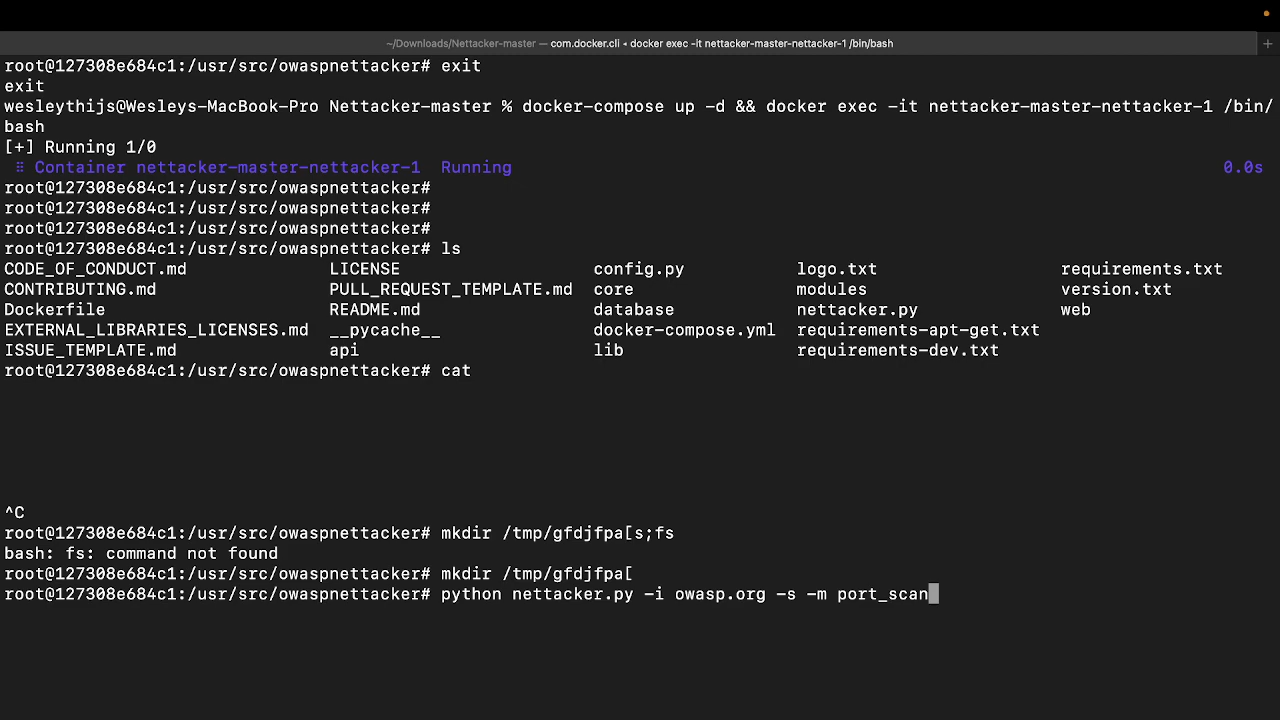 ~/Downloads/Nettacker-master — com.docker.cli ◂ docker exec -it nettacker-master-nettacker-1 /bin/bash
root@127308e684c1:/usr/src/owaspnettacker# exit
exit
wesleythijs@Wesleys-MacBook-Pro Nettacker-master % docker-compose up -d && docker exec -it nettacker-master-nettacker-1 /bin/
bash
[+] Running 1/0
⠿ Container nettacker-master-nettacker-1  Running 0.0s
root@127308e684c1:/usr/src/owaspnettacker#
root@127308e684c1:/usr/src/owaspnettacker#
root@127308e684c1:/usr/src/owaspnettacker#
root@127308e684c1:/usr/src/owaspnettacker# ls
CODE_OF_CONDUCT.md LICENSE config.py logo.txt requirements.txt
CONTRIBUTING.md PULL_REQUEST_TEMPLATE.md core modules version.txt
Dockerfile README.md database nettacker.py web
EXTERNAL_LIBRARIES_LICENSES.md __pycache__ docker-compose.yml requirements-apt-get.txt
ISSUE_TEMPLATE.md api lib requirements-dev.txt
root@127308e684c1:/usr/src/owaspnettacker# cat
^C
root@127308e684c1:/usr/src/owaspnettacker# mkdir /tmp/gfdjfpa[s;fs
bash: fs: command not found
root@127308e684c1:/usr/src/owaspnettacker# mkdir /tmp/gfdjfpa[
root@127308e684c1:/usr/src/owaspnettacker# python nettacker.py -i owasp.org -s -m port_scan